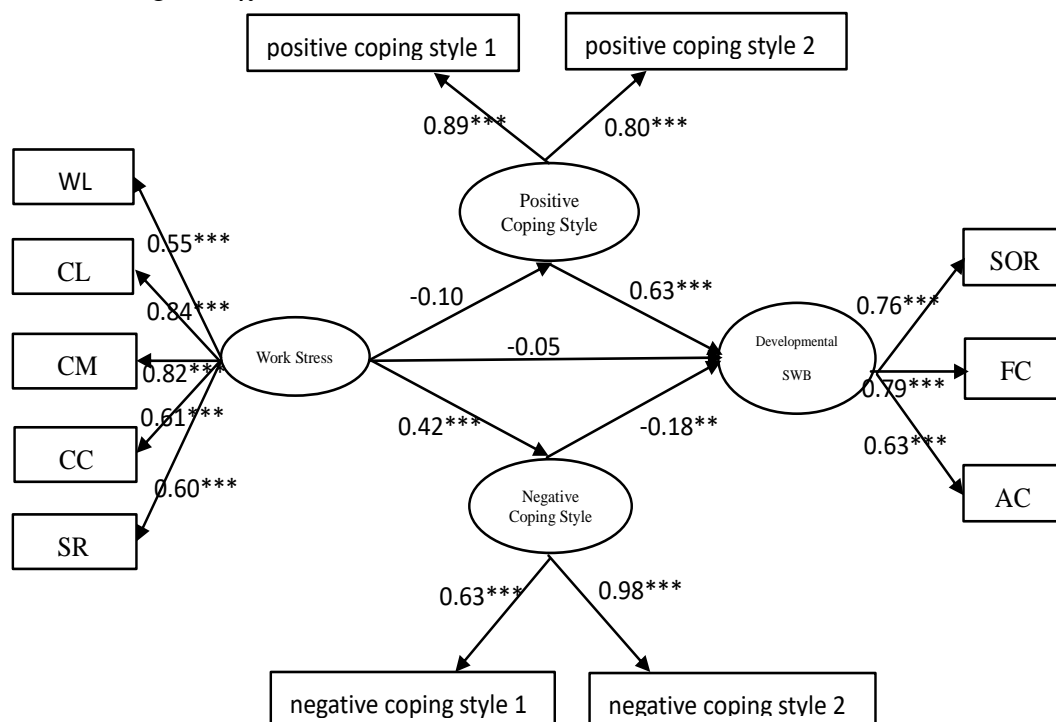 positive coping style 1
positive coping style 2
0.89***
0.80***
WL
Positive
Coping Style
0.55***
CL
SOR
-0.10
0.63***
0.76***
0.84***
Work Stress
-0.05
Developmental
SWB
CM
0.82***
FC
0.79***
0.61***
0.42***
-0.18**
0.63***
CC
0.60***
Negative
Coping Style
AC
SR
0.63***
0.98***
negative coping style 1
negative coping style 2